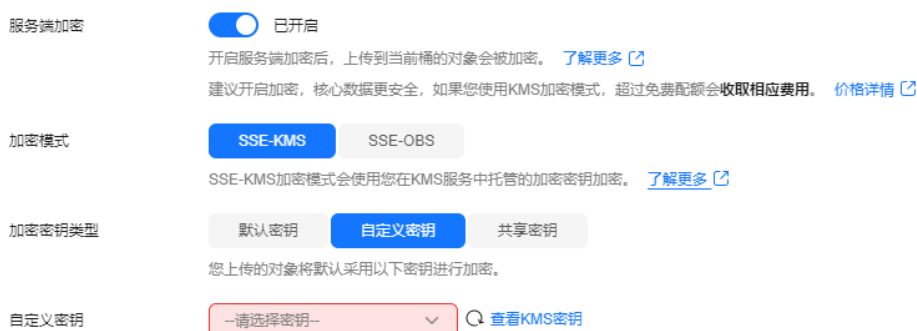 服务端加密 已开启
开启服务端加密后，上传到当前桶的对象会被加密。 了解更多
建议开启加密，核心数据更安全，如果您使用KMS加密模式，超过免费配额会收取相应费用。 价格详情
加密模式 SSE-KMS SSE-OBS
SSE-KMS加密模式会使用您在KMS服务中托管的加密密钥加密。 了解更多
加密密钥类型 默认密钥 自定义密钥 共享密钥
您上传的对象将默认采用以下密钥进行加密。
自定义密钥 --请选择密钥-- 查看KMS密钥